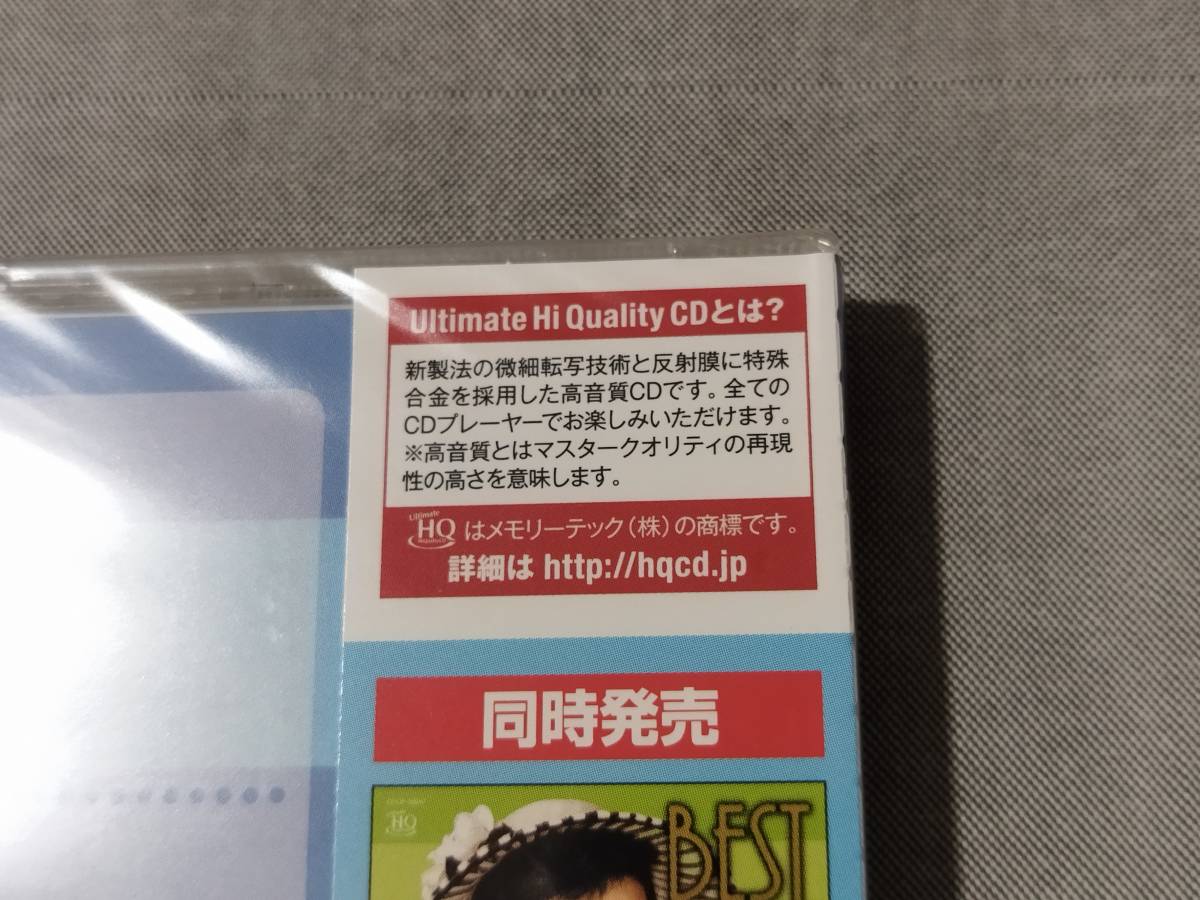 Ultimate Hi Quality CDとは?
新製法の微細転写技術と反射膜に特殊
合金を採用した高音質CDです。全ての
CDプレーヤーでお楽しみいただけます。
※高音質とはマスタークオリティの再現
性の高さを意味します。
Ultimate
HQ はメモリーテック(株)の商標です。
詳細は http://hqcd.jp
同時発売
HQ
BEST